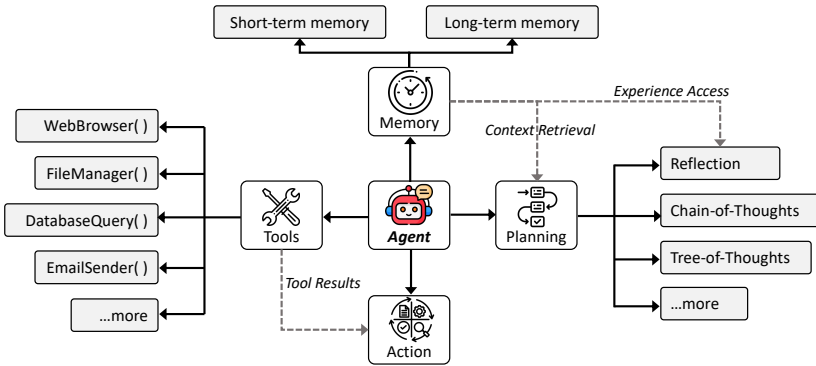 Short-term memory
Long-term memory
Memory
Experience Access
Context Retrieval
WebBrowser( )
FileManager( )
DatabaseQuery( )
EmailSender( )
...more
Tools
Agent
Planning
Reflection
Chain-of-Thoughts
Tree-of-Thoughts
...more
Tool Results
Action